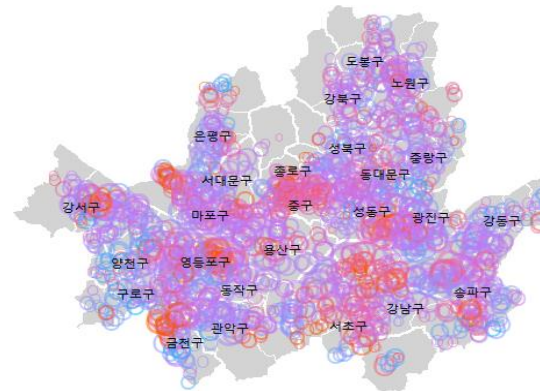 도봉구
노원구
강북구
은평구
성북구
중랑구
서대문구
종로구
동대문구
강서구
마포구
중구
성동구
광진구
강동구
용산구
양천구
영등포구
구로구
동작구
송파구
강남구
서초구
관악구
금천구